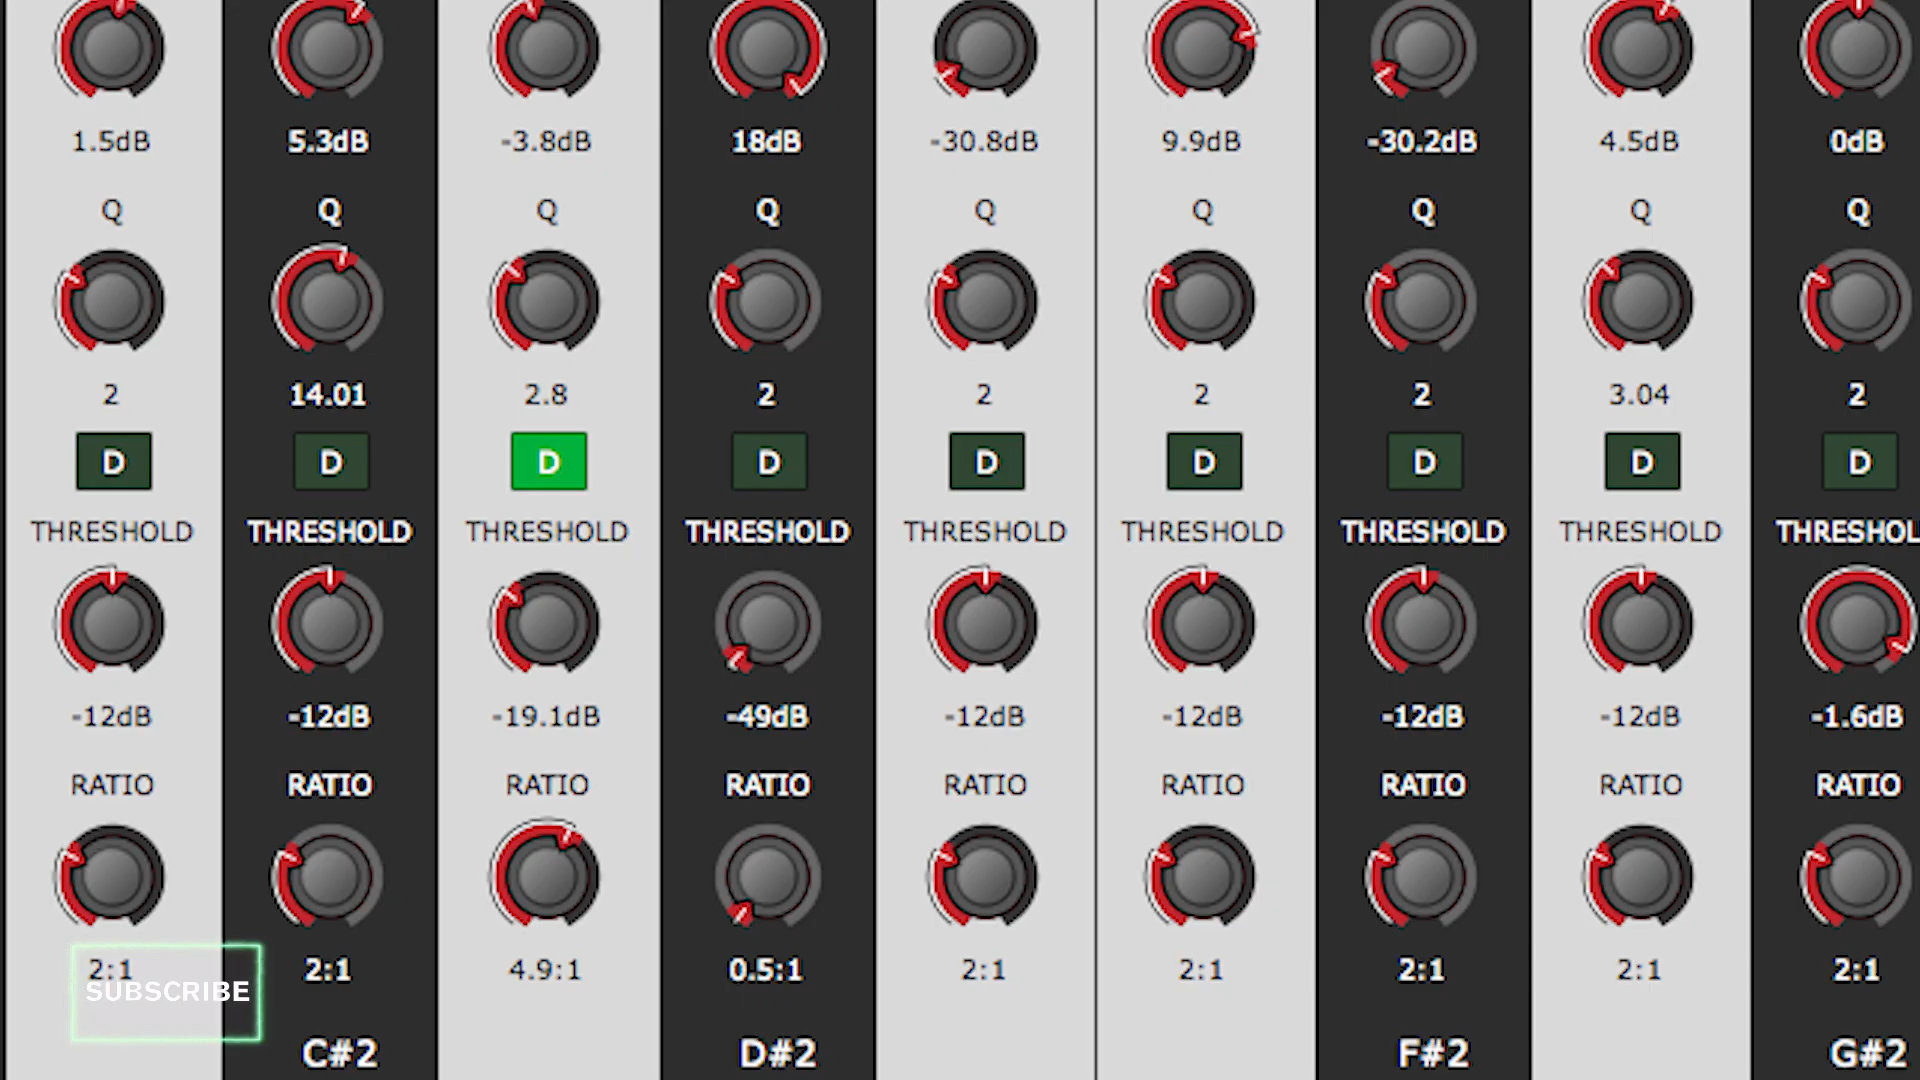 1.5dB 5.3dB -3.8dB 18dB -30.8dB 9.9dB -30.2dB 4.5dB 0dB
Q Q Q Q Q Q Q Q Q
2 14.01 2.8 2 2 2 2 3.04 2
D D D D D D D D D
THRESHOLD THRESHOLD THRESHOLD THRESHOLD THRESHOLD THRESHOLD THRESHOLD THRESHOLD THRESHOL
-12dB -12dB -19.1dB -49dB -12dB -12dB -12dB -12dB -1.6dB
RATIO RATIO RATIO RATIO RATIO RATIO RATIO RATIO RATIO
2:1 2:1 4.9:1 0.5:1 2:1 2:1 2:1 2:1 2:1
SUBSCRIBE
C#2 D#2 F#2 G#2